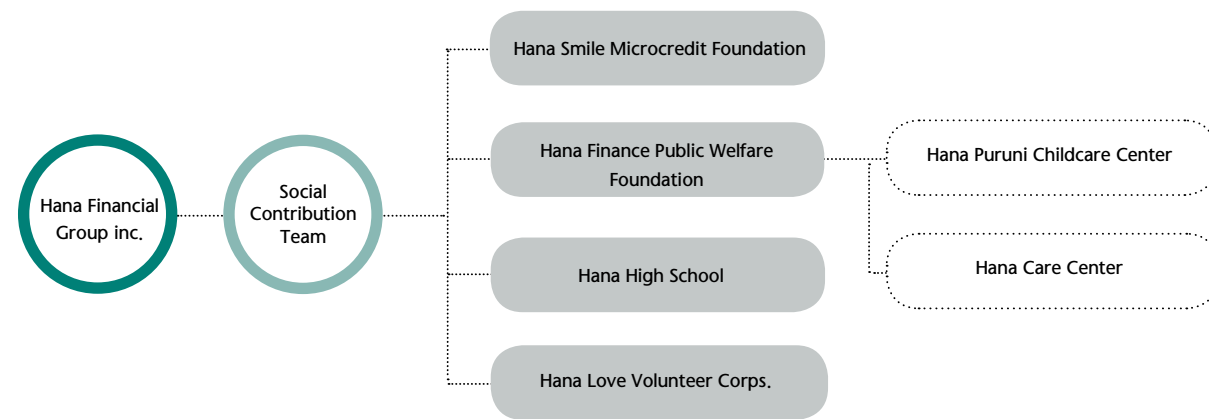 Hana Financial
Group inc.
Social
Contribution
Team
Hana Smile Microcredit Foundation
Hana Finance Public Welfare
Foundation
Hana High School
Hana Love Volunteer Corps.
Hana Puruni Childcare Center
Hana Care Center